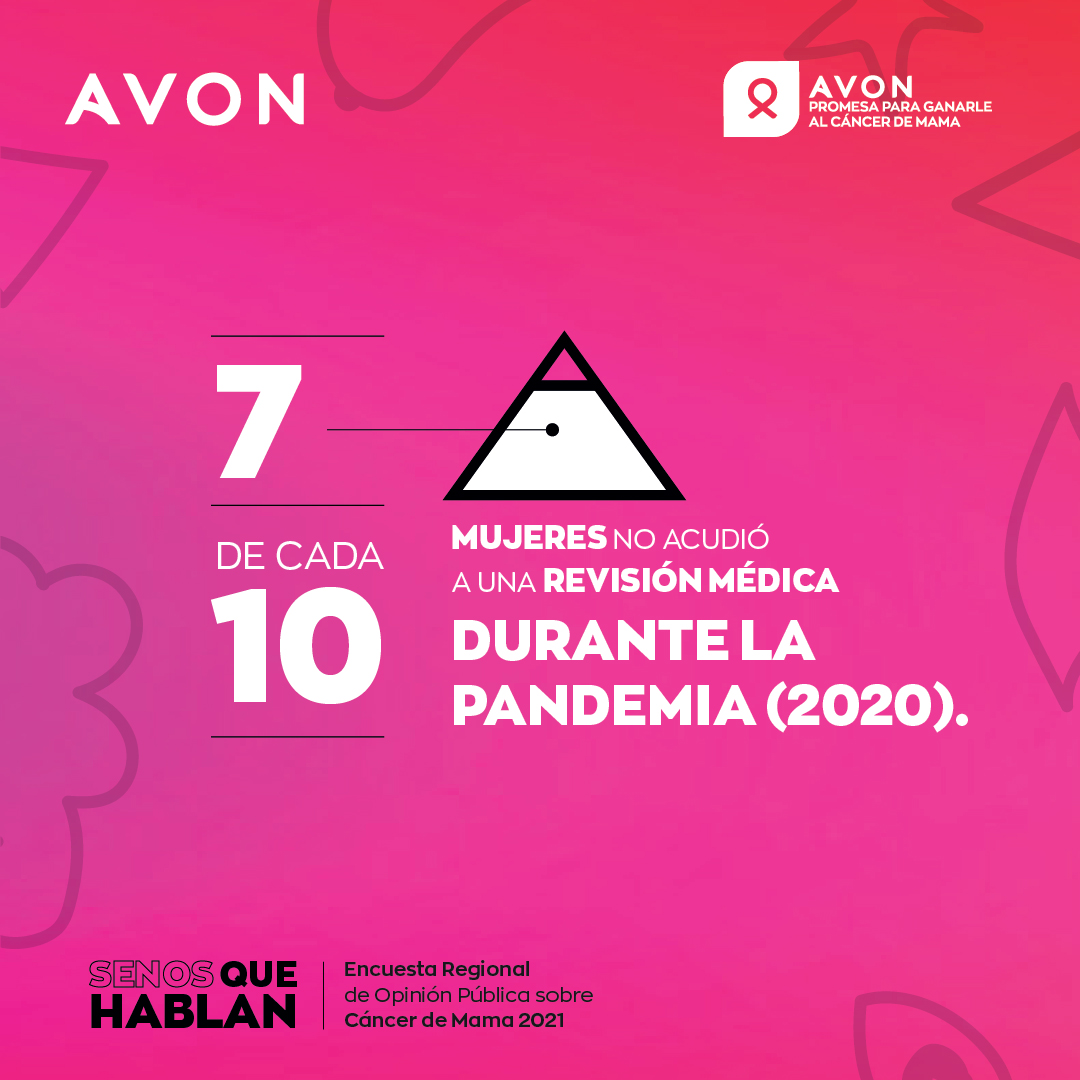 AVON
AVON
PROMESA PARA GANARLE
AL CÁNCER DE MAMA
7
DE CADA
10
MUJERES NO ACUDIÓ
A UNA REVISIÓN MÉDICA
DURANTE LA
PANDEMIA (2020).
SENOS QUE
HABLAN
Encuesta Regional
de Opinión Pública sobre
Cáncer de Mama 2021